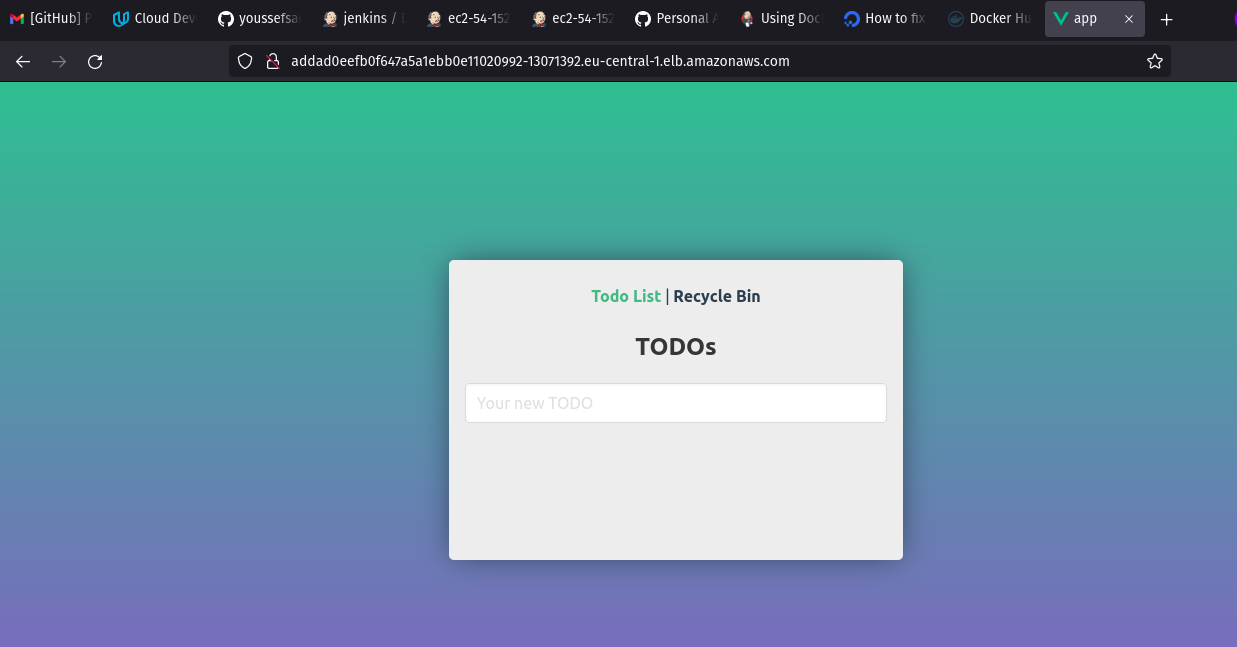 [GitHub] P Cloud Dev youssefsa jenkins / D ec2-54-152 ec2-54-152 Personal A Using Doc How to fix Docker Hu app
addad0eefb0f647a5a1ebb0e11020992-13071392.eu-central-1.elb.amazonaws.com
Todo List | Recycle Bin
TODOs
Your new TODO